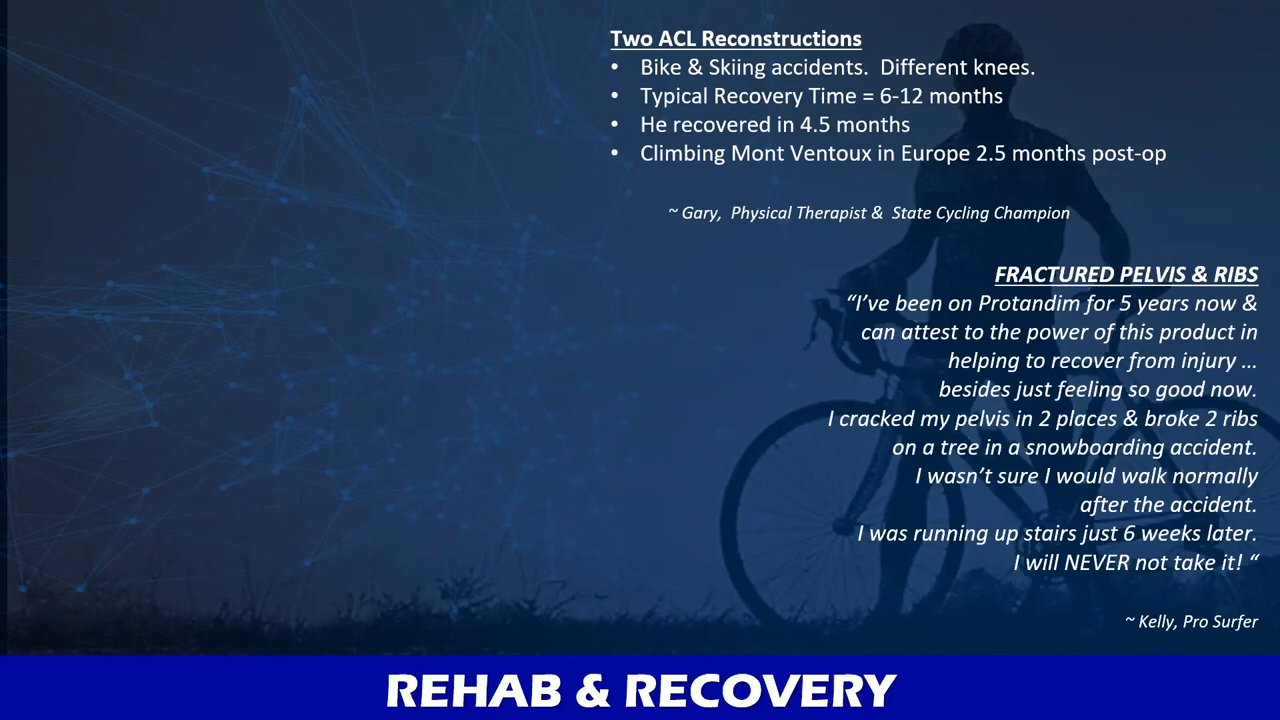 Two ACL Reconstructions
• Bike & Skiing accidents.  Different knees.
• Typical Recovery Time = 6-12 months
• He recovered in 4.5 months
• Climbing Mont Ventoux in Europe 2.5 months post-op
~ Gary,  Physical Therapist &  State Cycling Champion
FRACTURED PELVIS & RIBS
“I’ve been on Protandim for 5 years now &
can attest to the power of this product in
helping to recover from injury ...
besides just feeling so good now.
I cracked my pelvis in 2 places & broke 2 ribs
on a tree in a snowboarding accident.
I wasn’t sure I would walk normally
after the accident.
I was running up stairs just 6 weeks later.
I will NEVER not take it! “
~ Kelly, Pro Surfer
REHAB & RECOVERY